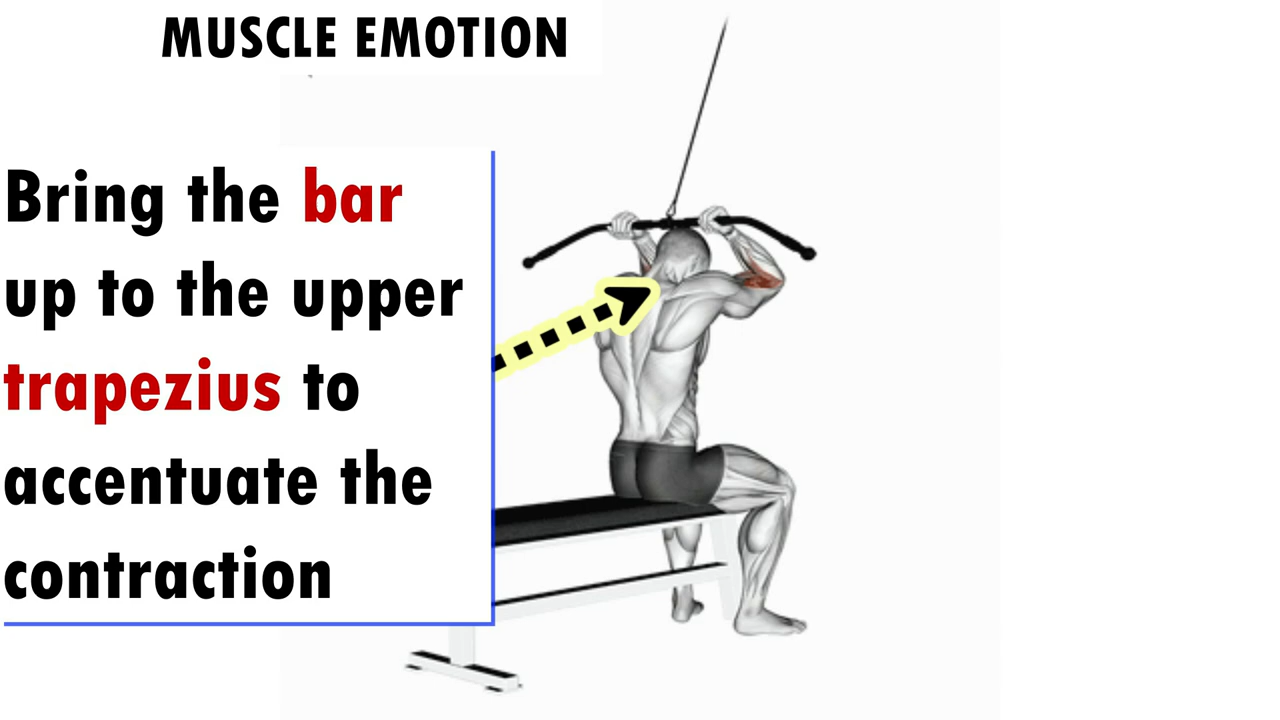 MUSCLE EMOTION
Bring the bar
up to the upper
trapezius to
accentuate the
contraction